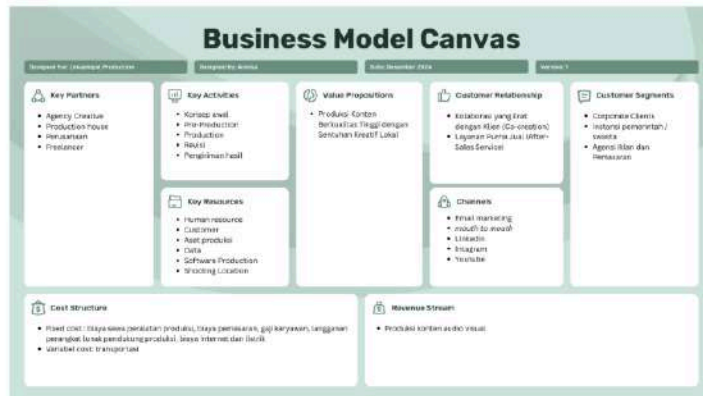 Business Model Canvas
Designed For: Production
Designed By:
Date: Desember 2024
Version: 1
Key Partners
Agency Creative
Production house
Perusahaan
Freelancer
Key Activities
Konsep awal
Pra-Production
Production
Revisi
Pengiriman hasil
Key Resources
Human resource
Customer
Aset produksi
Data
Software Production
Shooting Location
Value Propositions
Produksi Konten
Berkualitas Tinggi dengan
Sentuhan Kreatif Lokal
Customer Relationship
Kolaborasi yang Erat
dengan Klien (Co-creation)
Layanan Purna Jual (After-
Sales Service)
Channels
Email marketing
mouth to mouth
Linkedin
Instagram
Youtube
Customer Segments
Corporate Clients
Instansi pemerintah /
swasta
Agensi Iklan dan
Pemasaran
Cost Structure
Fixed cost : biaya sewa peralatan produksi, biaya pemasaran, gaji karyawan, langganan
perangkat lunak pendukung produksi, biaya internet dan listrik
Variabel cost: transportasi
Revenue Stream
Produksi konten audio visual